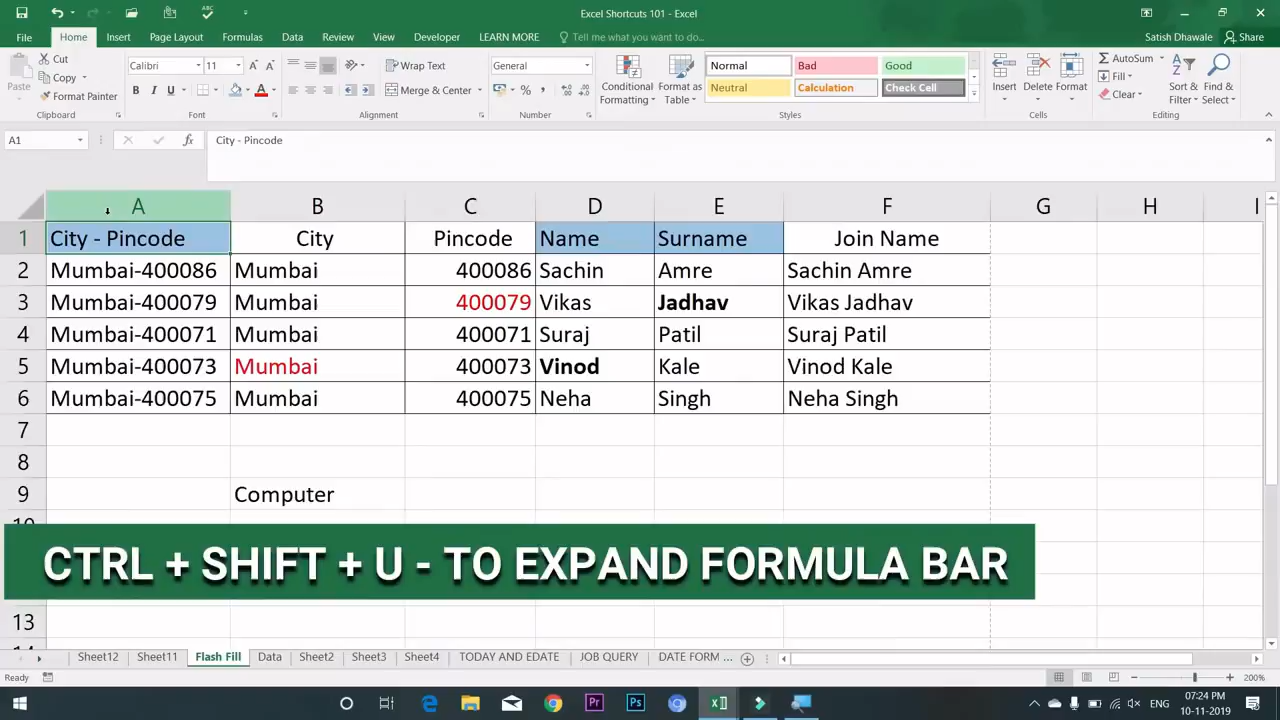 Excel Shortcuts 101 - Excel
File Home Insert Page Layout Formulas Data Review View Developer LEARN MORE Tell me what you want to do... Satish Dhawale Share
Paste
Cut
Copy
Format Painter
Clipboard
Calibri 11
B I U A
Font
Wrap Text
Merge & Center
Alignment
General
%
Number
Conditional Formatting
Format as Table
Normal Bad Good
Neutral Calculation Check Cell
Styles
Insert Delete Format
Cells
AutoSum
Fill
Clear
Sort & Filter
Find & Select
Editing
A1 fx City - Pincode
A B C D E F G H I
1 City - Pincode City Pincode Name Surname Join Name
2 Mumbai-400086 Mumbai 400086 Sachin Amre Sachin Amre
3 Mumbai-400079 Mumbai 400079 Vikas Jadhav Vikas Jadhav
4 Mumbai-400071 Mumbai 400071 Suraj Patil Suraj Patil
5 Mumbai-400073 Mumbai 400073 Vinod Kale Vinod Kale
6 Mumbai-400075 Mumbai 400075 Neha Singh Neha Singh
7
8
9 Computer
CTRL + SHIFT + U - TO EXPAND FORMULA BAR
13
Sheet12 Sheet11 Flash Fill Data Sheet2 Sheet3 Sheet4 TODAY AND EDATE JOB QUERY DATE FORM ...
Ready 200%
Pr Ps ENG 07:24 PM
10-11-2019